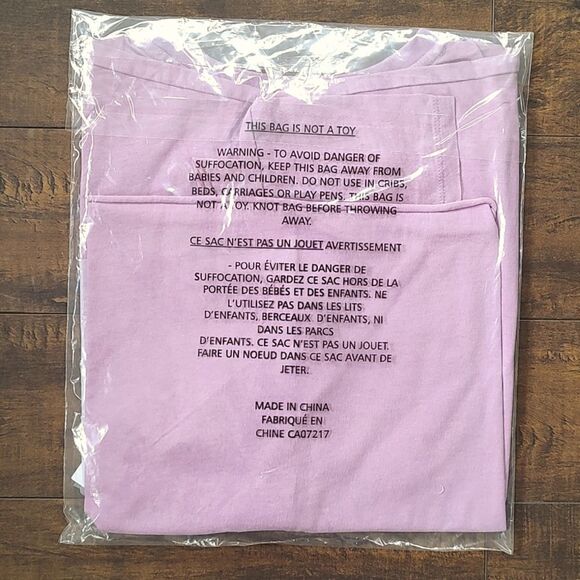 THIS BAG IS NOT A TOY
WARNING - TO AVOID DANGER OF
SUFFOCATION, KEEP THIS BAG AWAY FROM
BABIES AND CHILDREN. DO NOT USE IN CRIBS,
BEDS, CARRIAGES OR PLAY PENS. THIS BAG IS
NOT A TOY. KNOT BAG BEFORE THROWING
AWAY.
CE SAC N'EST PAS UN JOUET AVERTISSEMENT
- POUR ÉVITER LE DANGER DE
SUFFOCATION, GARDEZ CE SAC HORS DE LA
PORTÉE DES BÉBÉS ET DES ENFANTS. NE
L'UTILISEZ PAS DANS LES LITS
D'ENFANTS, BERCEAUX D'ENFANTS, NI
DANS LES PARCS
D'ENFANTS. CE SAC N'EST PAS UN JOUET.
FAIRE UN NOEUD DANS CE SAC AVANT DE
JETER.
MADE IN CHINA
FABRIQUÉ EN
CHINE CA07217